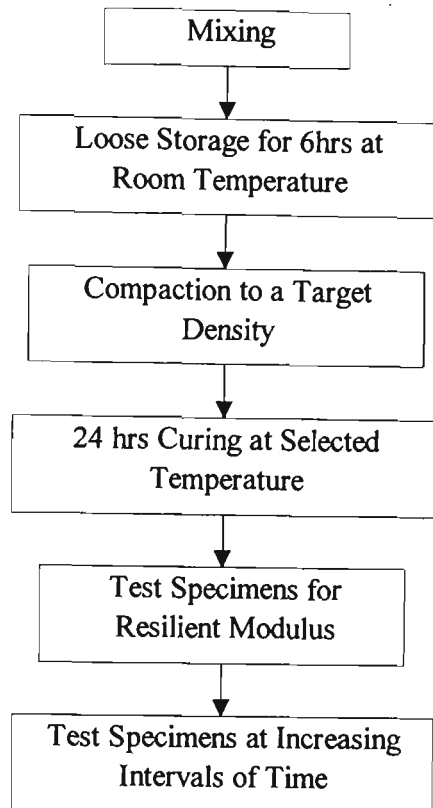 Mixing
Loose Storage for 6hrs at
Room Temperature
Compaction to a Target
Density
24 hrs Curing at Selected
Temperature
Test Specimens for
Resilient Modulus
Test Specimens at Increasing
Intervals of Time